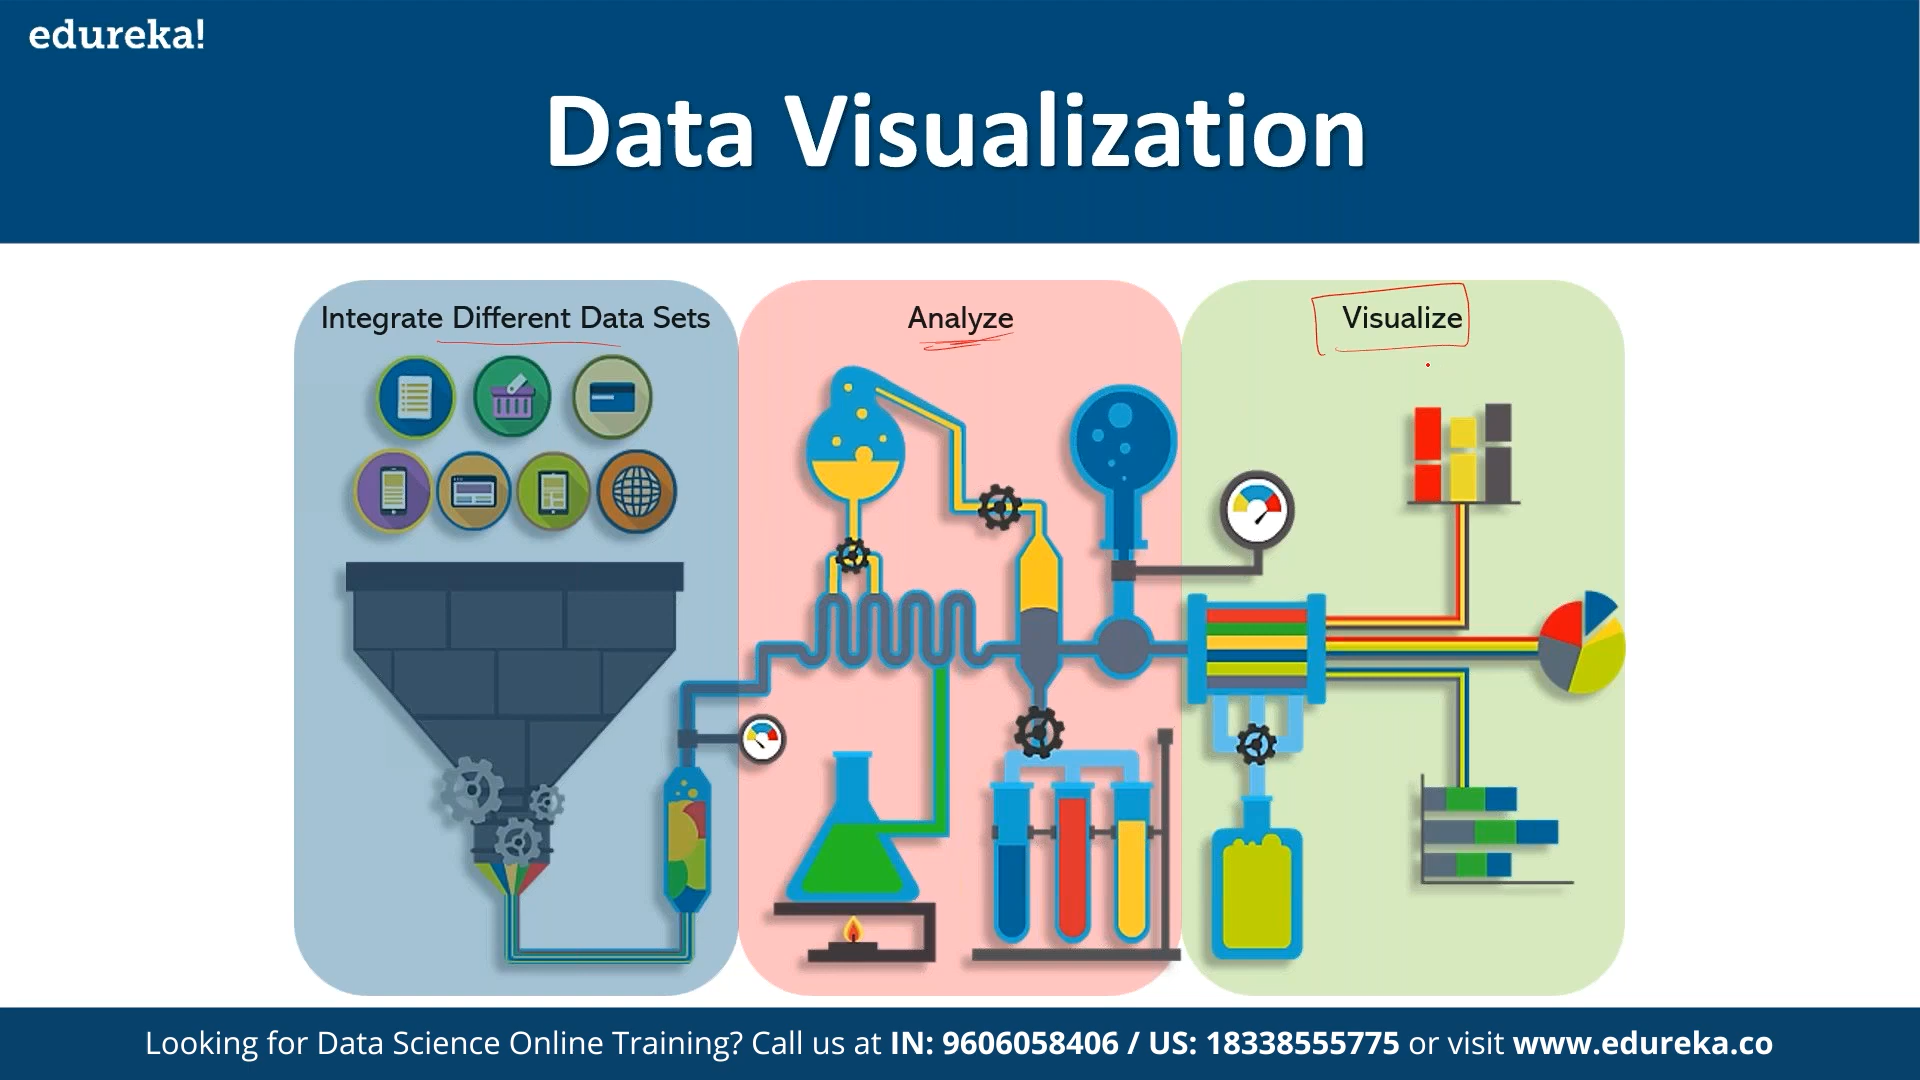 edureka!
Data Visualization
Integrate Different Data Sets
Analyze
Visualize
Looking for Data Science Online Training? Call us at IN: 9606058406 / US: 18338555775 or visit www.edureka.co